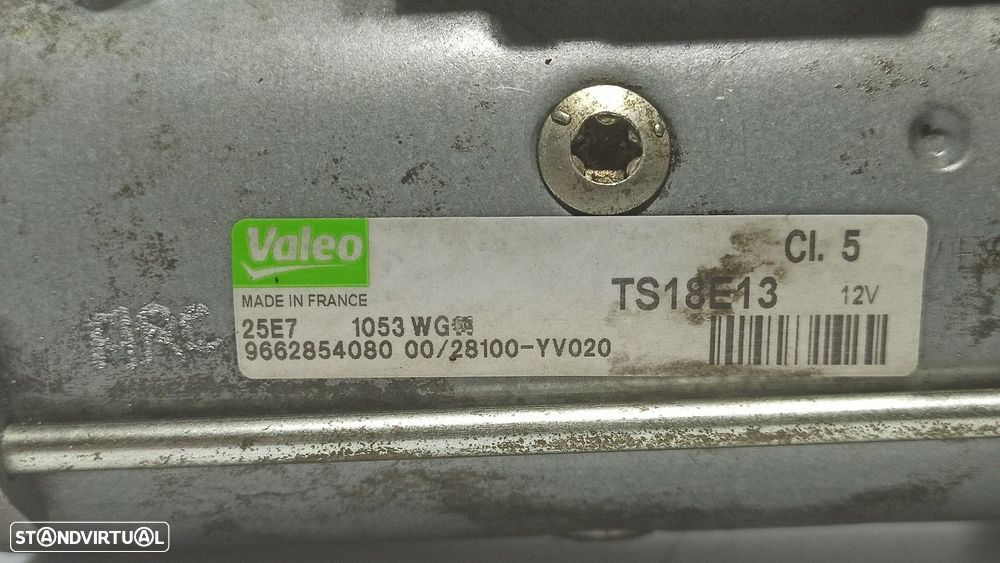 Valeo
Cl. 5
MADE IN FRANCE
TS18E13 12V
25E7 1053 WG
9662854080 00/28100-YV020
STANDVIRTUAL